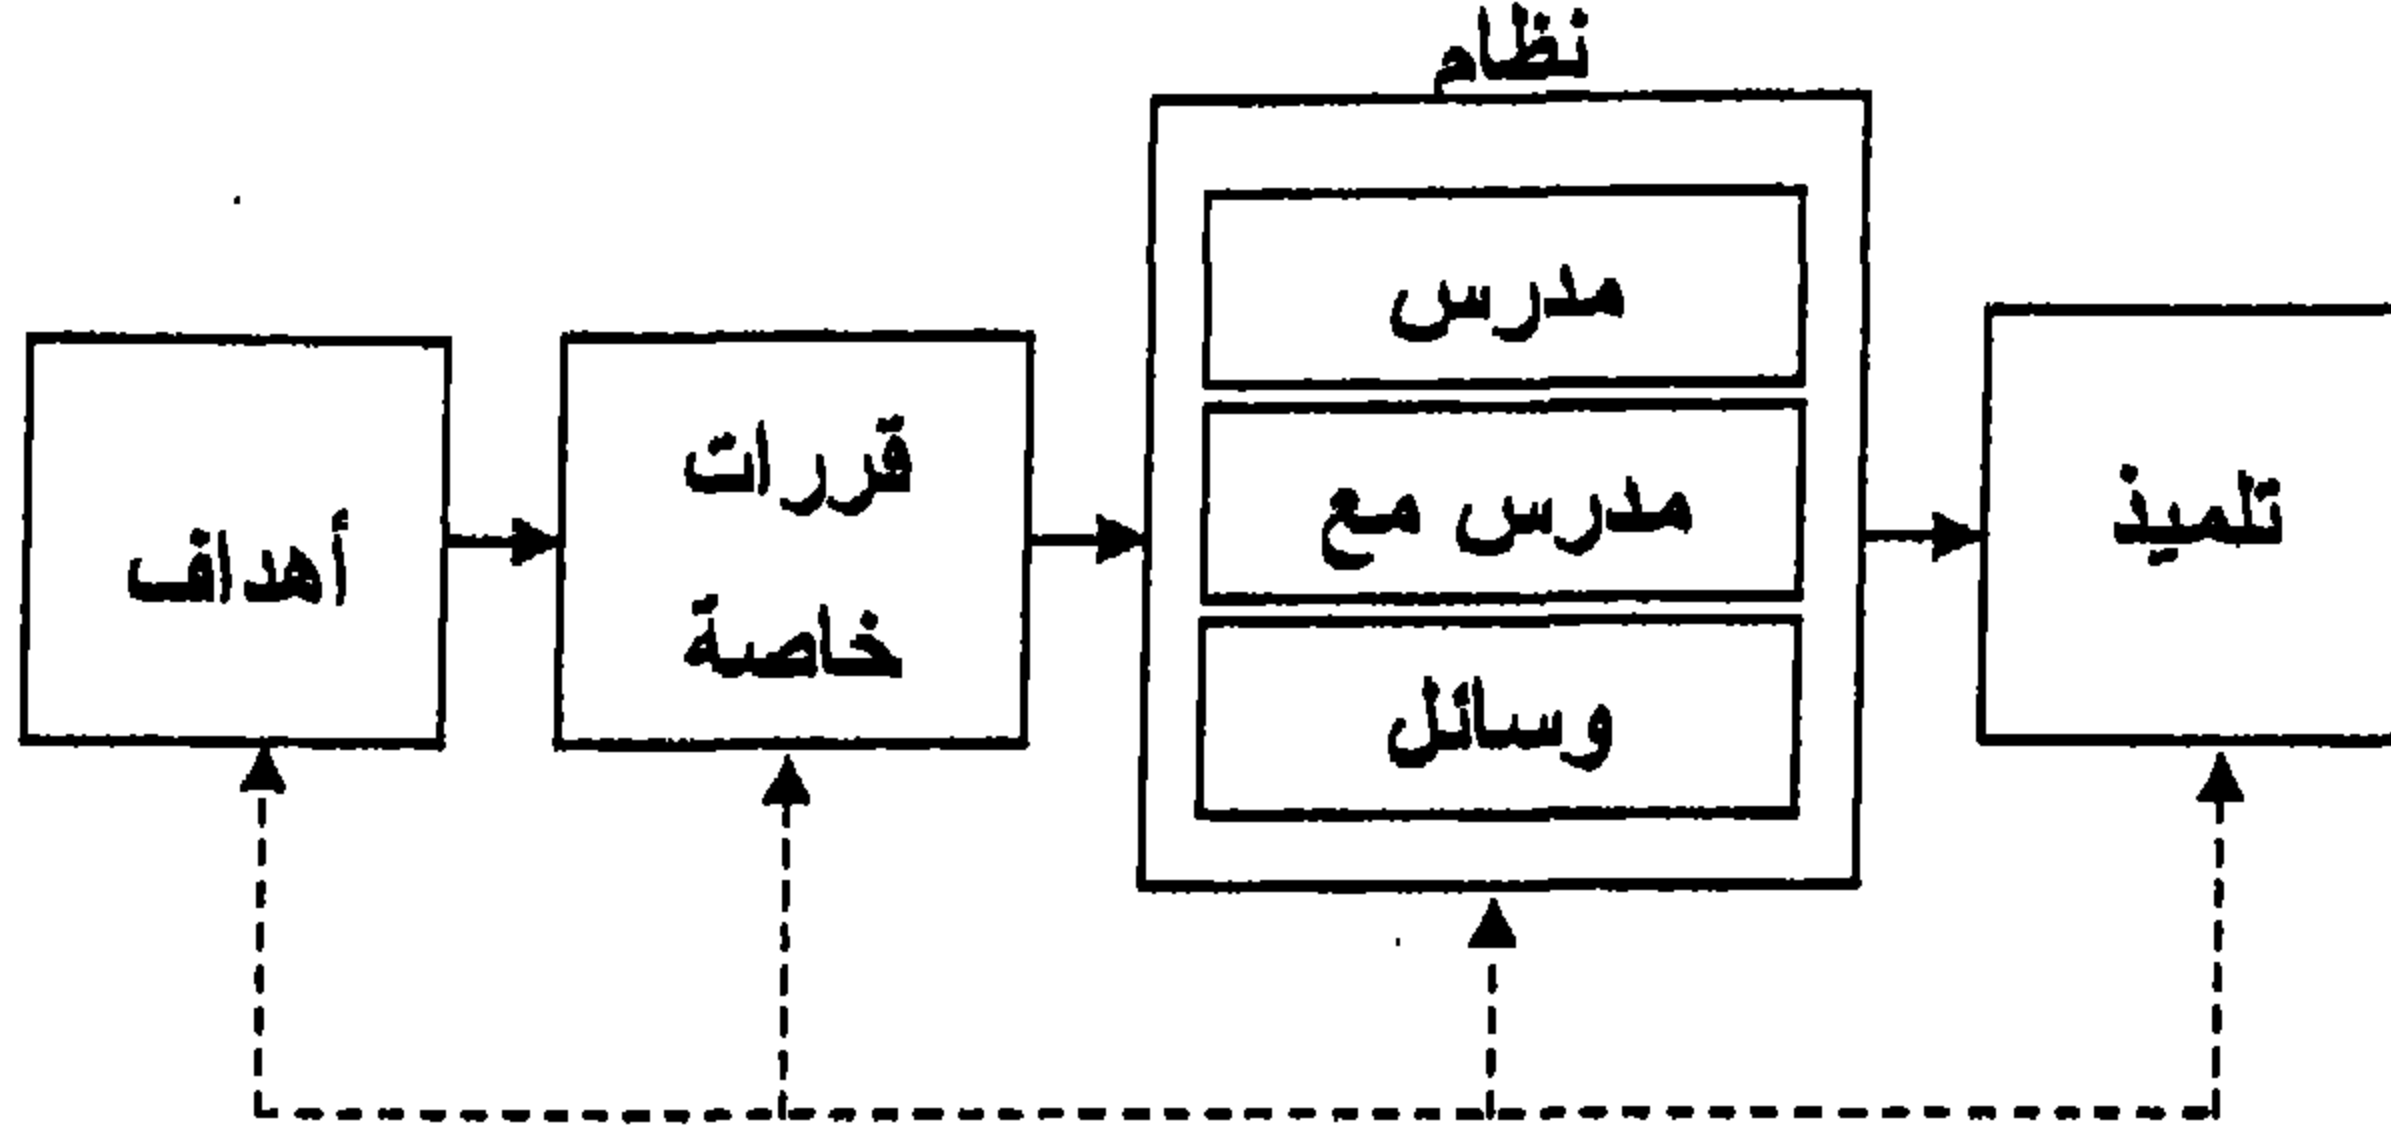 نظام
أهداف
قررات
خاصة
مدرس
مدرس مع
وسائل
تلميذ